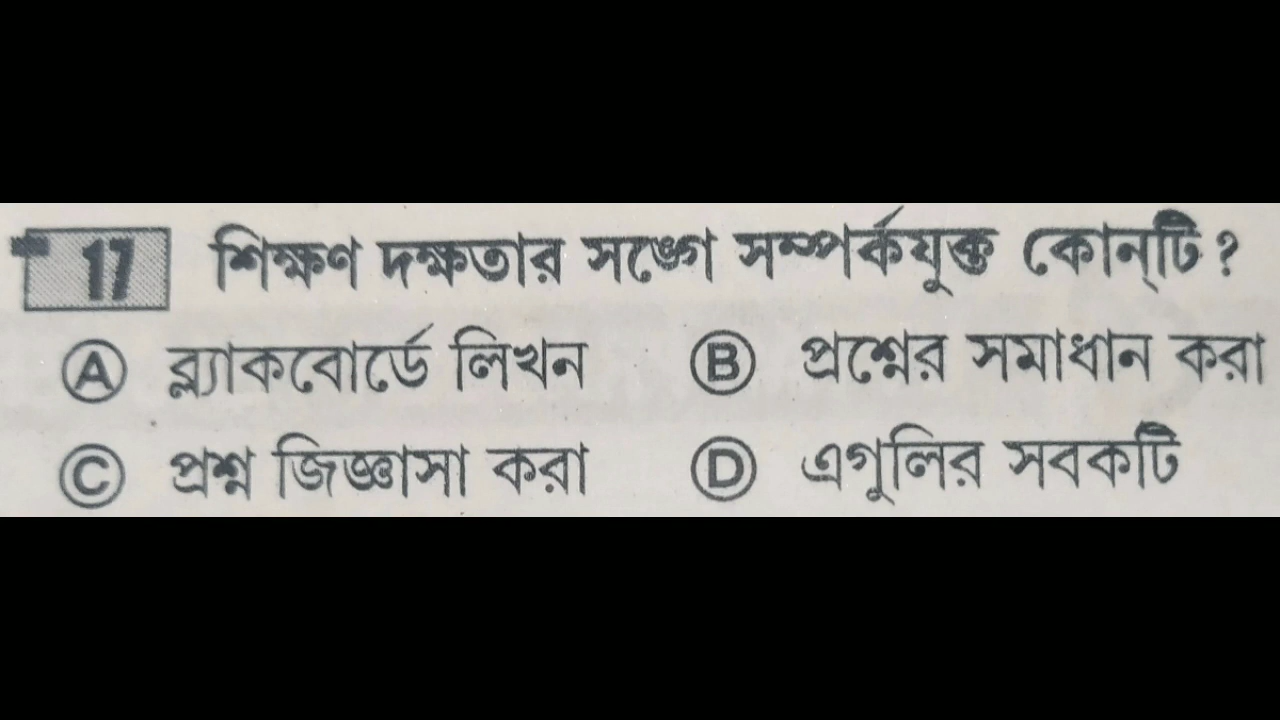 17 শিক্ষণ দক্ষতার সঙ্গে সম্পর্কযুক্ত কোন্‌টি ?
Ⓐ ব্ল্যাকবোর্ডে লিখন Ⓑ প্রশ্নের সমাধান করা
Ⓒ প্রশ্ন জিজ্ঞাসা করা Ⓓ এগুলির সবকটি